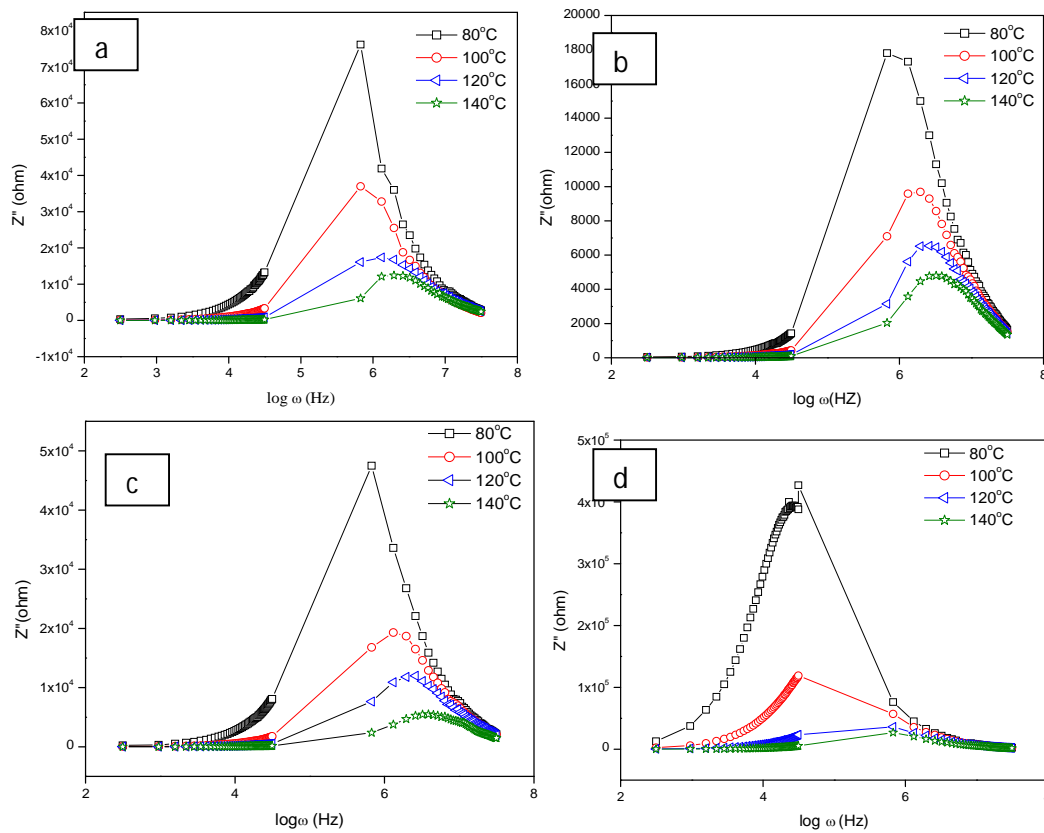 a
8x10⁴
7x10⁴
6x10⁴
5x10⁴
4x10⁴
3x10⁴
2x10⁴
1x10⁴
0
-1x10⁴
Z" (ohm)
2 3 4 5 6 7 8
log ω (Hz)
80°C
100°C
120°C
140°C
b
20000
18000
16000
14000
12000
10000
8000
6000
4000
2000
0
Z" (ohm)
2 4 6 8
log ω(HZ)
80°C
100°C
120°C
140°C
c
5x10⁴
4x10⁴
3x10⁴
2x10⁴
1x10⁴
0
Z"(ohm)
2 4 6 8
logω (Hz)
80°C
100°C
120°C
140°C
d
5x10⁵
4x10
3x10⁵
2x10⁵
1x10⁵
0
Z"(ohm)
2 4 6
log ω (Hz)
80°C
100°C
120°C
140°C